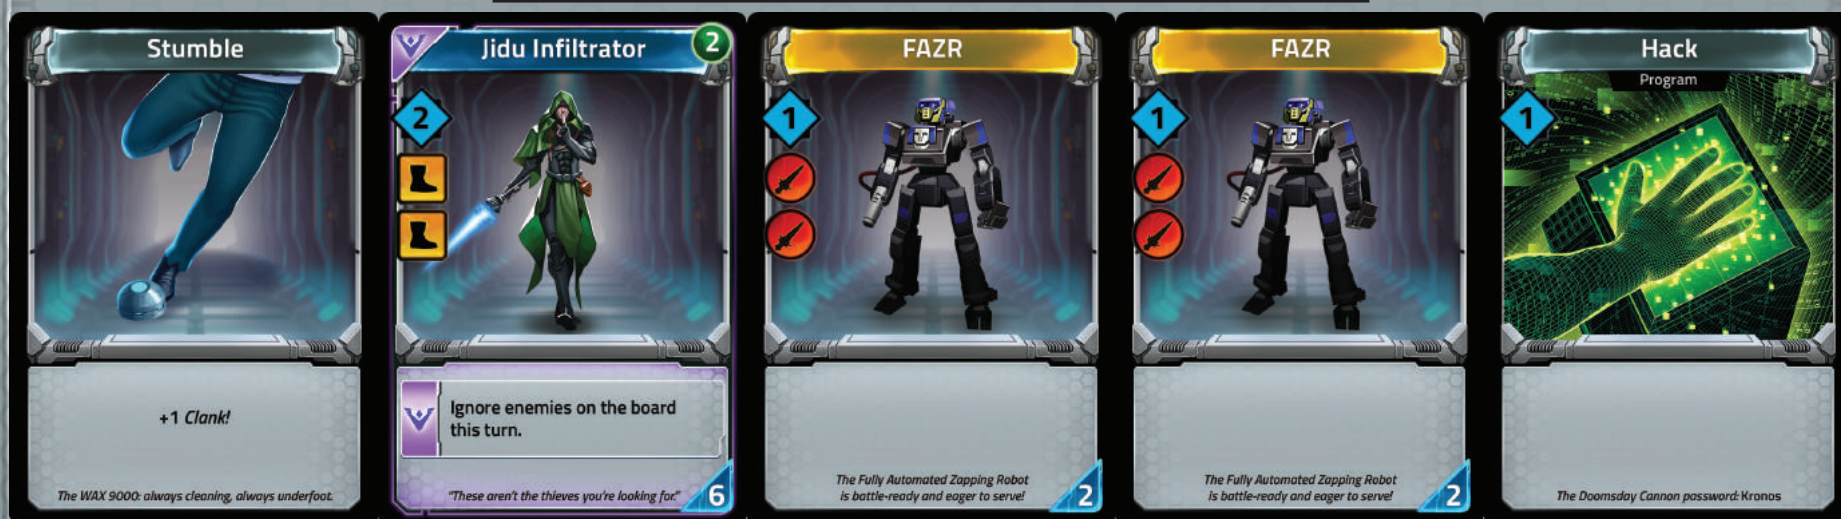 Stumble
+1 Clank!
The WAX 9000: always cleaning, always underfoot.
Jidu Infiltrator
2
2
Ignore enemies on the board
this turn.
"These aren't the thieves you're looking for."
6
FAZR
1
The Fully Automated Zapping Robot
is battle-ready and eager to serve!
2
FAZR
1
The Fully Automated Zapping Robot
is battle-ready and eager to serve!
2
Hack
Program
1
The Doomsday Cannon password: Kronos